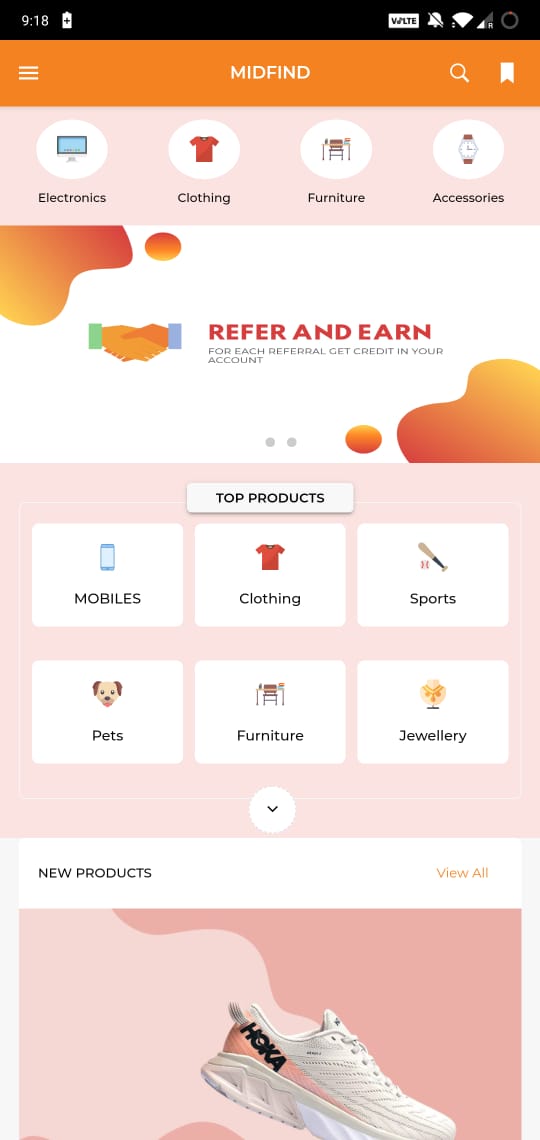 9:18
VoLTE
R
MIDFIND
Electronics
Clothing
Furniture
Accessories
REFER AND EARN
FOR EACH REFERRAL GET CREDIT IN YOUR
ACCOUNT
TOP PRODUCTS
MOBILES
Clothing
Sports
Pets
Furniture
Jewellery
NEW PRODUCTS
View All
HOKA